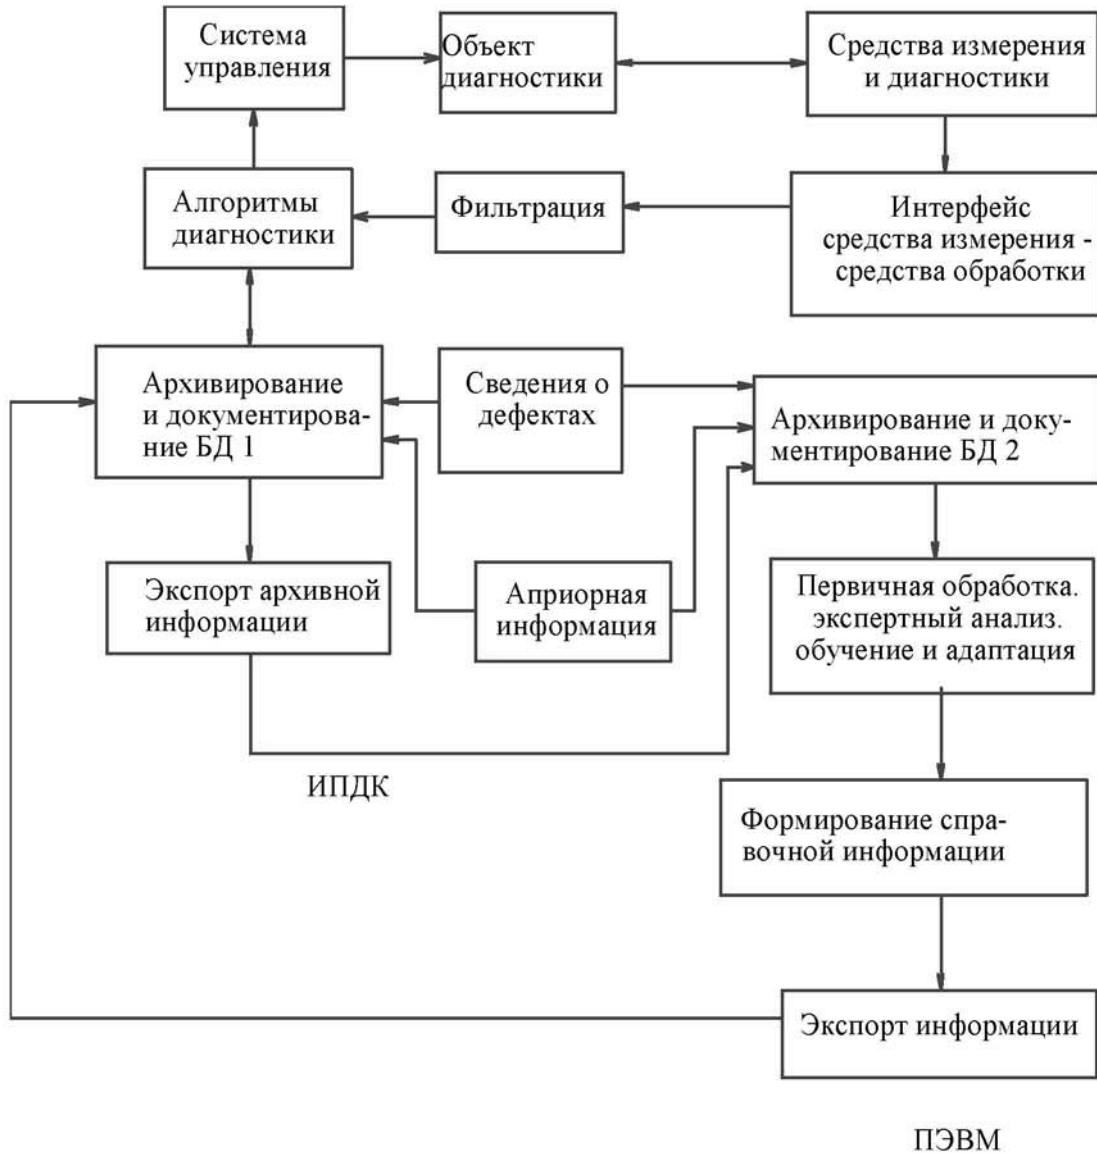 Система
управления
Объект
диагностики
Средства измерения
и диагностики
Алгоритмы
диагностики
Фильтрация
Интерфейс
средства измерения -
средства обработки
Архивирование
и документирова-
ние БД 1
Сведения о
дефектах
Архивирование и доку-
ментирование БД 2
Экспорт архивной
информации
Априорная
информация
Первичная обработка.
экспертный анализ.
обучение и адаптация
ИПДК
Формирование спра-
вочной информации
Экспорт информации
ПЭВМ